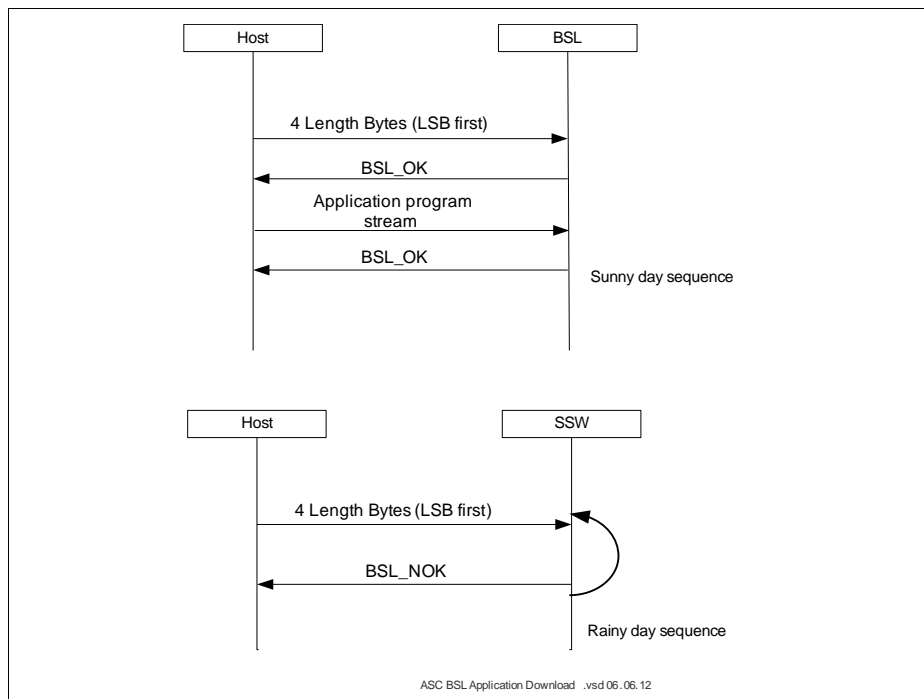 Host
BSL
4 Length Bytes (LSB first)
BSL_OK
Application program
stream
BSL_OK
Sunny day sequence
Host
SSW
4 Length Bytes (LSB first)
BSL_NOK
Rainy day sequence
ASC BSL Application Download .vsd 06.06.12